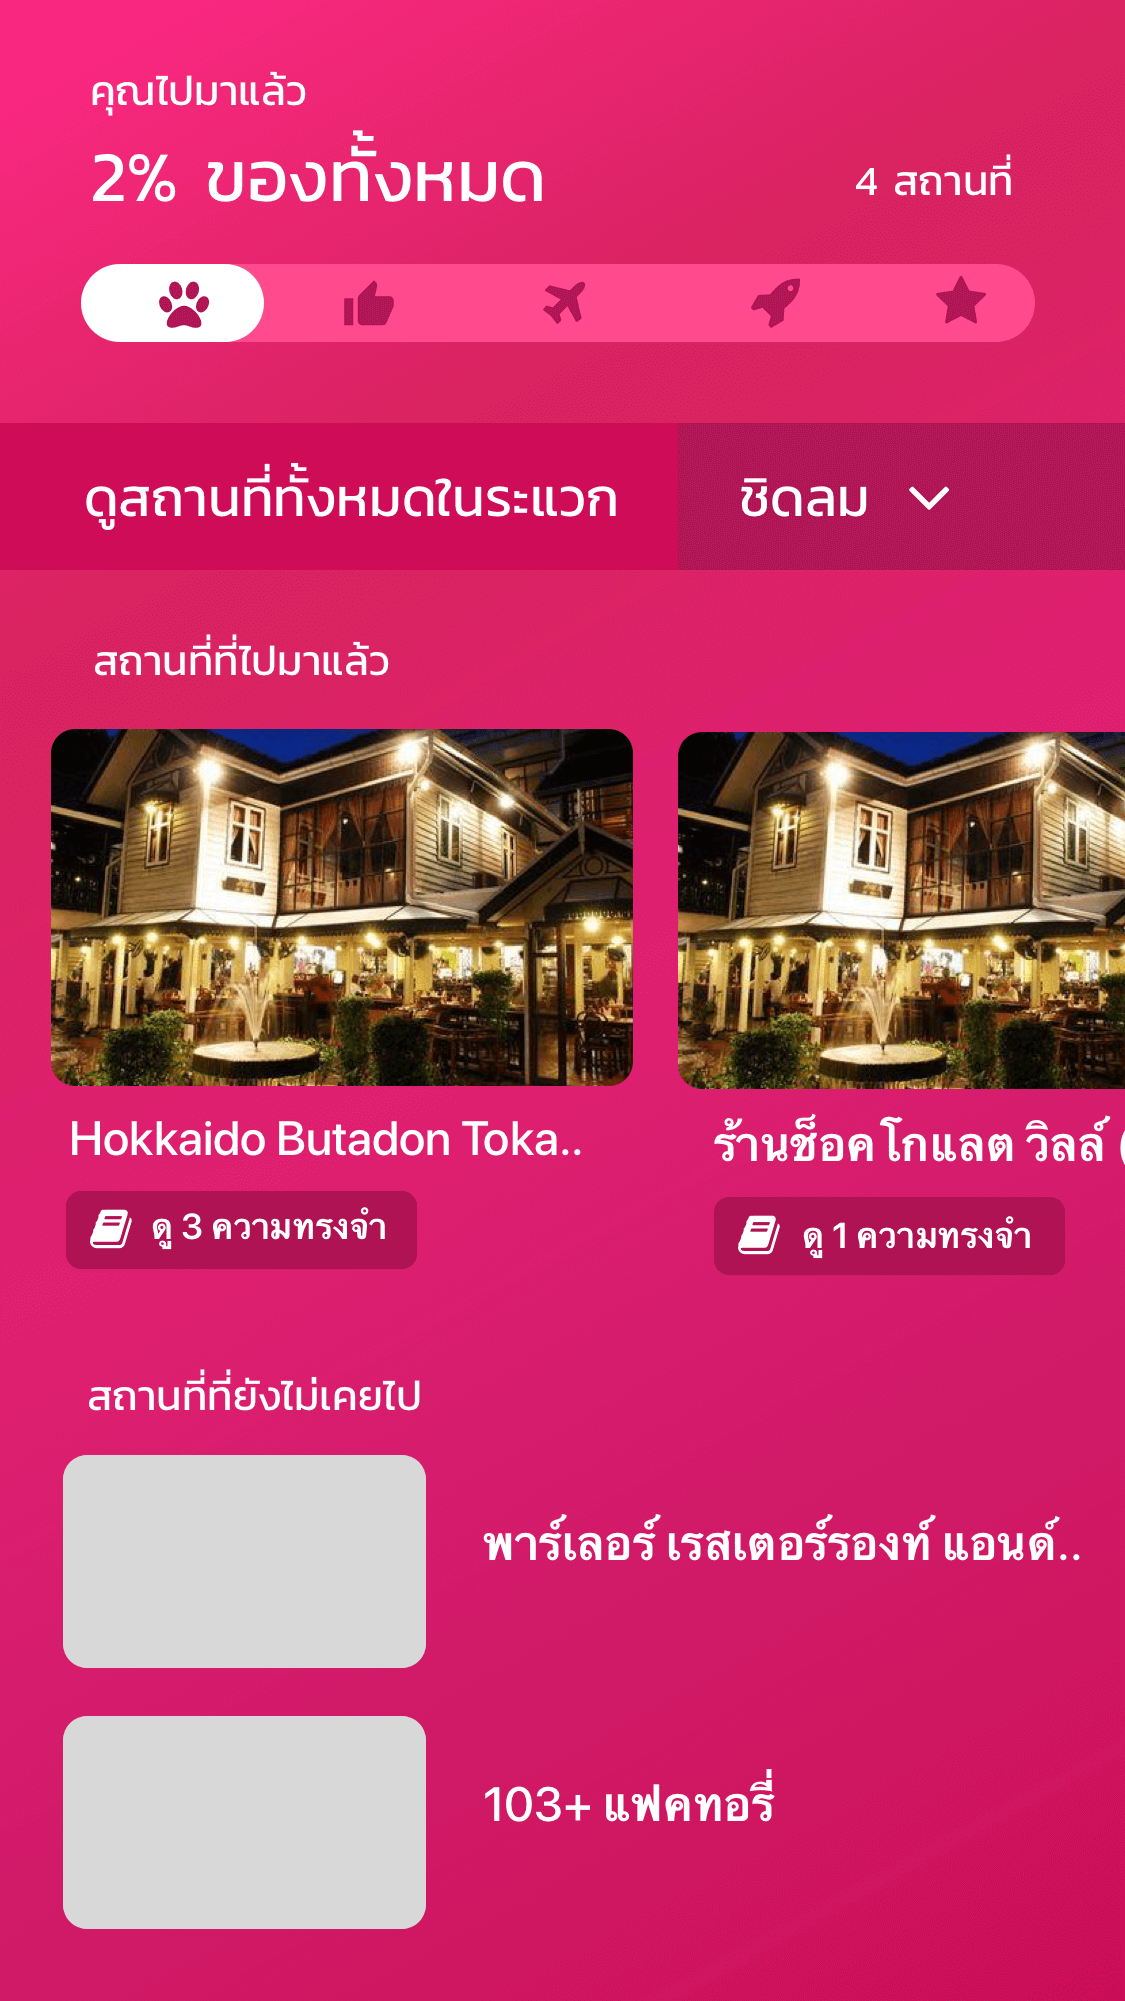 คุณไปมาแล้ว
2% ของทั้งหมด
4 สถานที่
ดูสถานที่ทั้งหมดในระแวก
ชิดลม
สถานที่ที่ไปมาแล้ว
Hokkaido Butadon Toka..
ร้านช็อคโกแลต วิลล์ (
ดู 3 ความทรงจำ
ดู 1 ความทรงจำ
สถานที่ที่ยังไม่เคยไป
พาร์เลอร์ เรสเตอร์รองท์ แอนด์..
103+ แฟคทอรี่